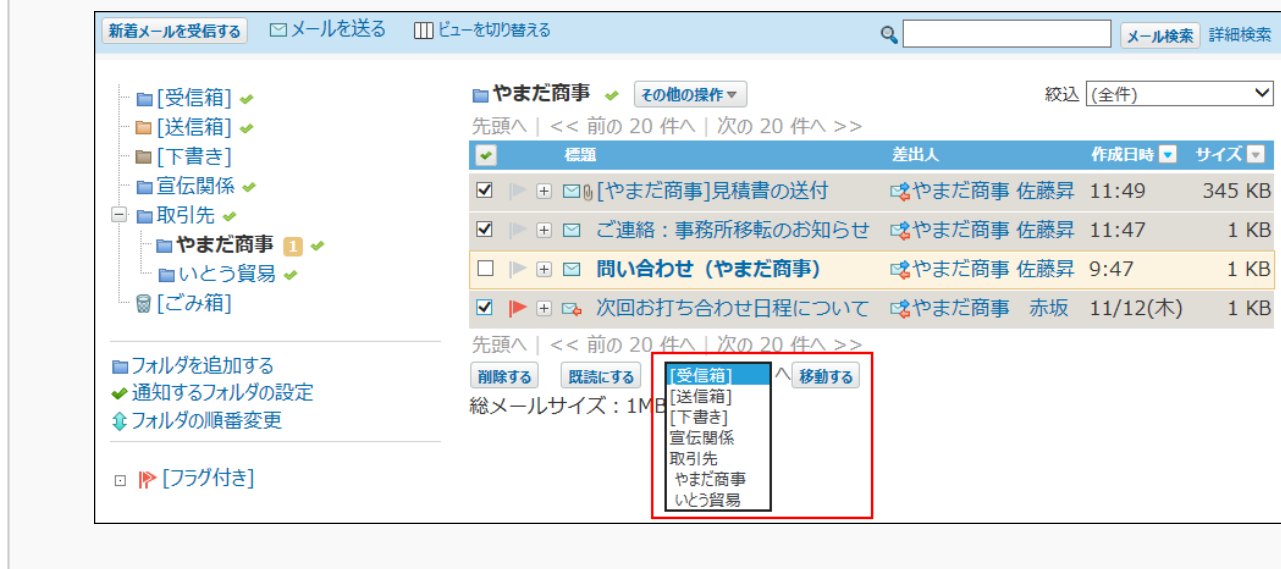 新着メールを受信する メールを送る ビューを切り替える メール検索 詳細検索
[受信箱]
[送信箱]
[下書き]
宣伝関係
取引先
やまだ商事 1
いとう貿易
[ごみ箱]
フォルダを追加する
通知するフォルダの設定
フォルダの順番変更
[フラグ付き]
やまだ商事 その他の操作 絞込 (全件)
先頭へ | << 前の 20 件へ | 次の 20 件へ >>
標題 差出人 作成日時 サイズ
[やまだ商事]見積書の送付 やまだ商事 佐藤昇 11:49 345 KB
ご連絡：事務所移転のお知らせ やまだ商事 佐藤昇 11:47 1 KB
問い合わせ（やまだ商事） やまだ商事 佐藤昇 9:47 1 KB
次回お打ち合わせ日程について やまだ商事 赤坂 11/12(木) 1 KB
先頭へ | << 前の 20 件へ | 次の 20 件へ >>
削除する 既読にする [受信箱] へ 移動する
総メールサイズ：1MB
[送信箱]
[下書き]
宣伝関係
取引先
やまだ商事
いとう貿易